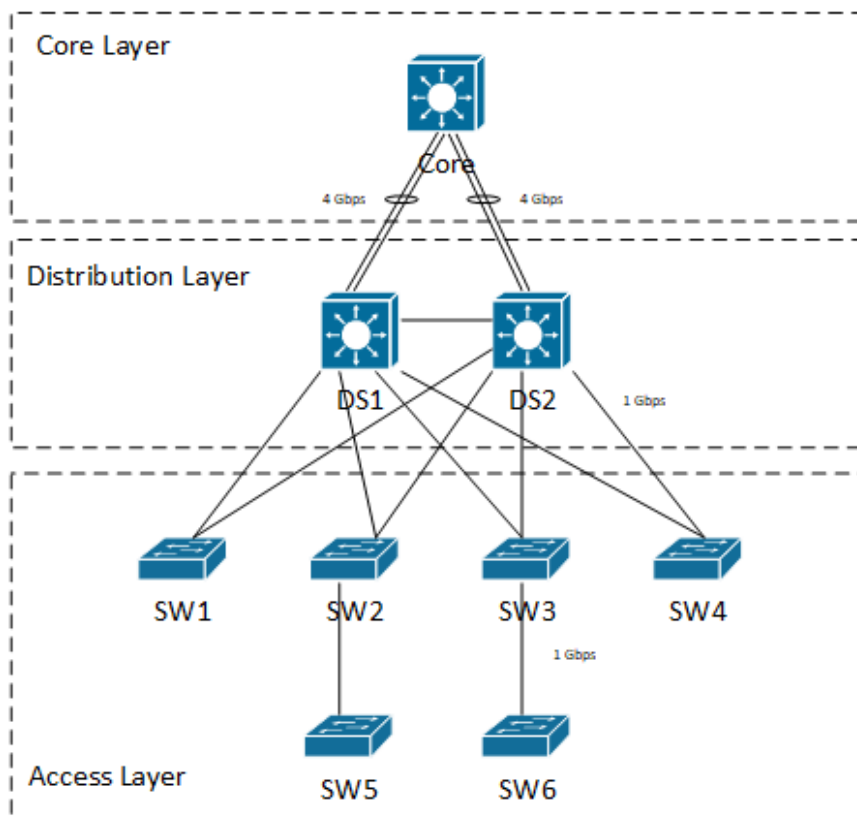 Core Layer
Core
4 Gbps
4 Gbps
Distribution Layer
DS1
DS2
1 Gbps
SW1
SW2
SW3
SW4
1 Gbps
SW5
SW6
Access Layer